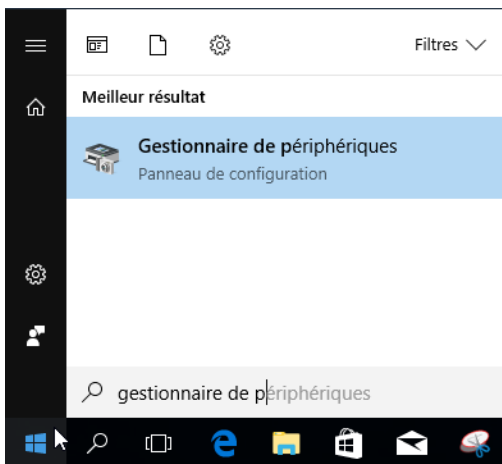 Filtres
Meilleur résultat
Gestionnaire de périphériques
Panneau de configuration
gestionnaire de périphériques